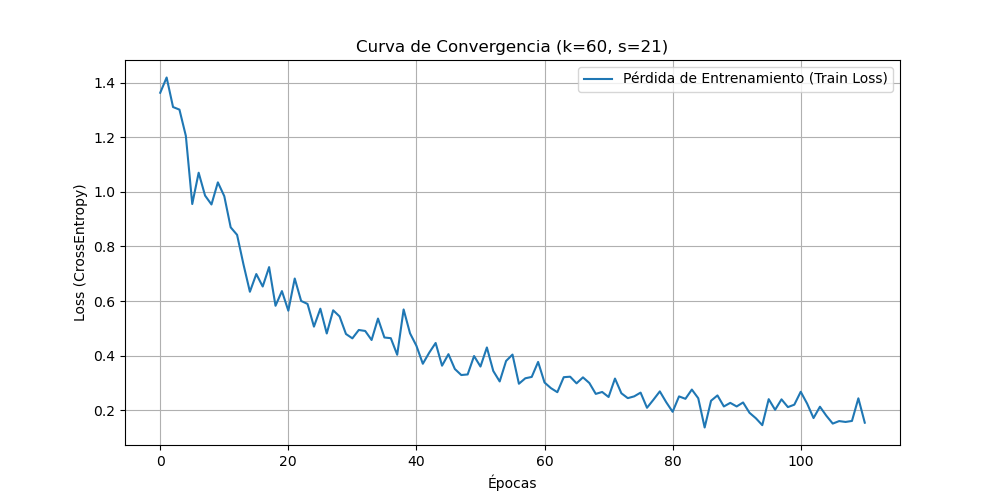 Curva de Convergencia (k=60, s=21)
Pérdida de Entrenamiento (Train Loss)
Loss (CrossEntropy)
1.4
1.2
1.0
0.8
0.6
0.4
0.2
0 20 40 60 80 100
Épocas